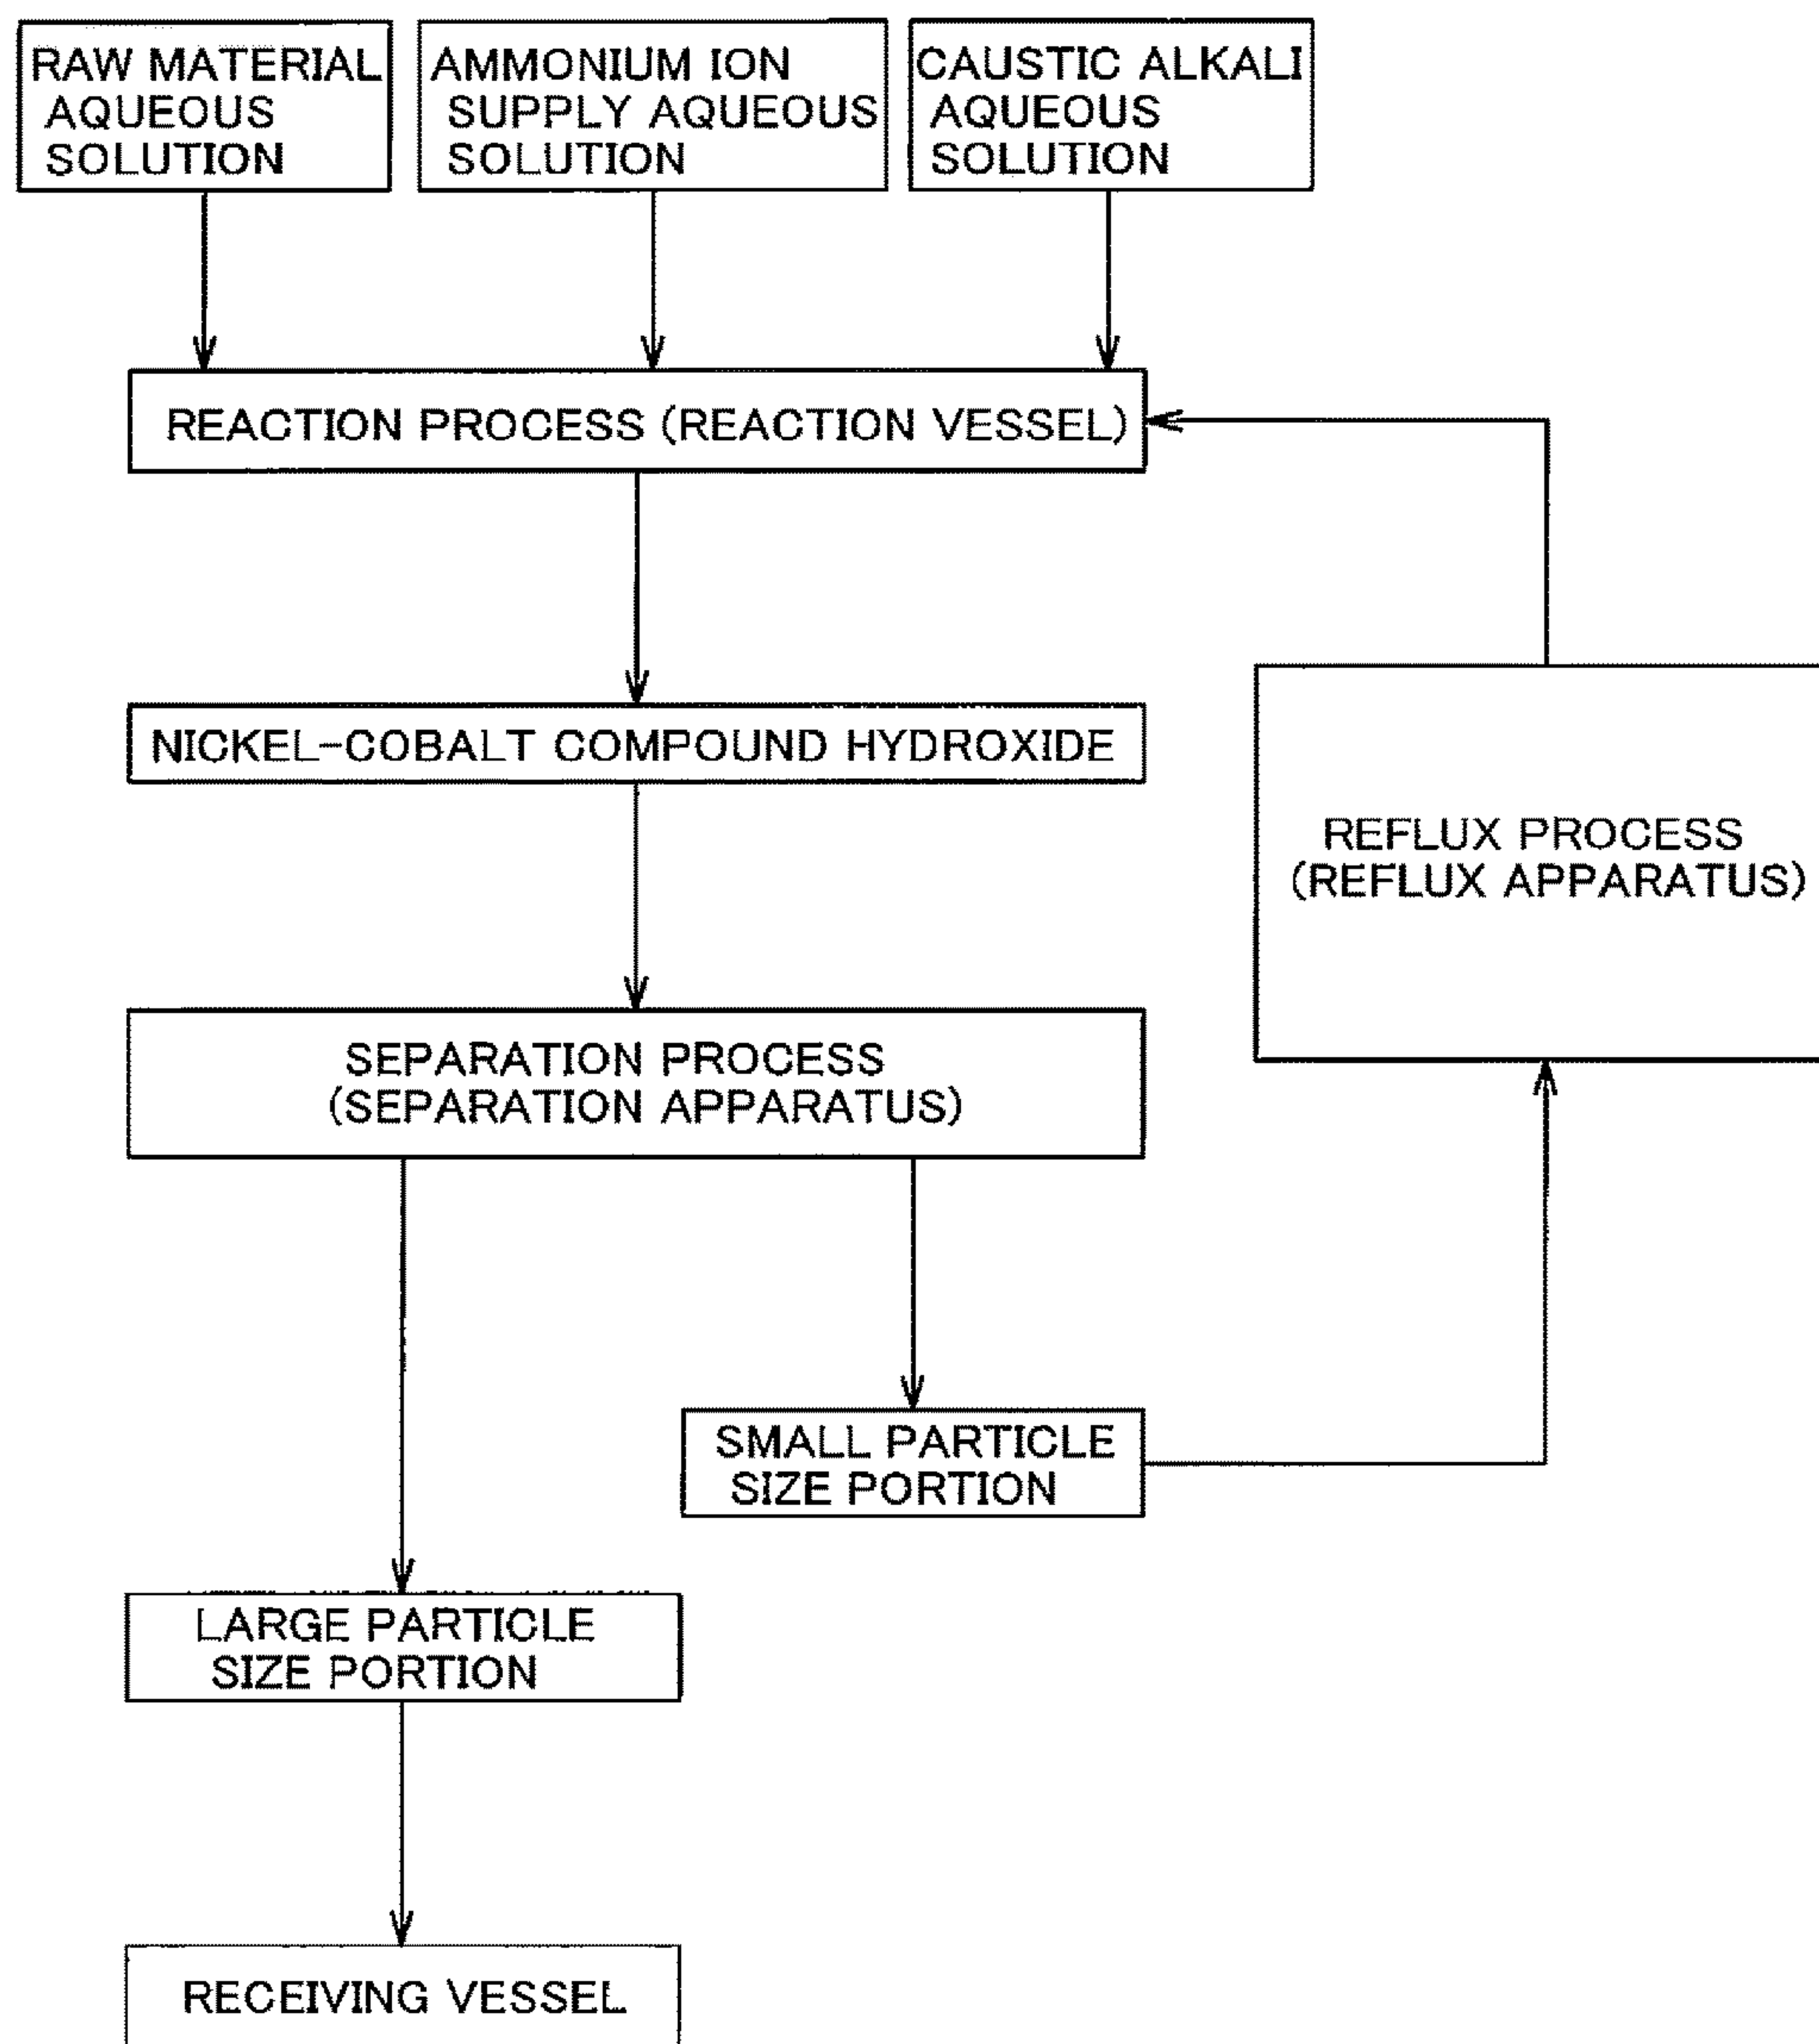 RAW MATERIAL
AQUEOUS
SOLUTION
AMMONIUM ION
SUPPLY AQUEOUS
SOLUTION
CAUSTIC ALKALI
AQUEOUS
SOLUTION
REACTION PROCESS (REACTION VESSEL)
NICKEL-COBALT COMPOUND HYDROXIDE
REFLUX PROCESS
(REFLUX APPARATUS)
SEPARATION PROCESS
(SEPARATION APPARATUS)
SMALL PARTICLE
SIZE PORTION
LARGE PARTICLE
SIZE PORTION
RECEIVING VESSEL